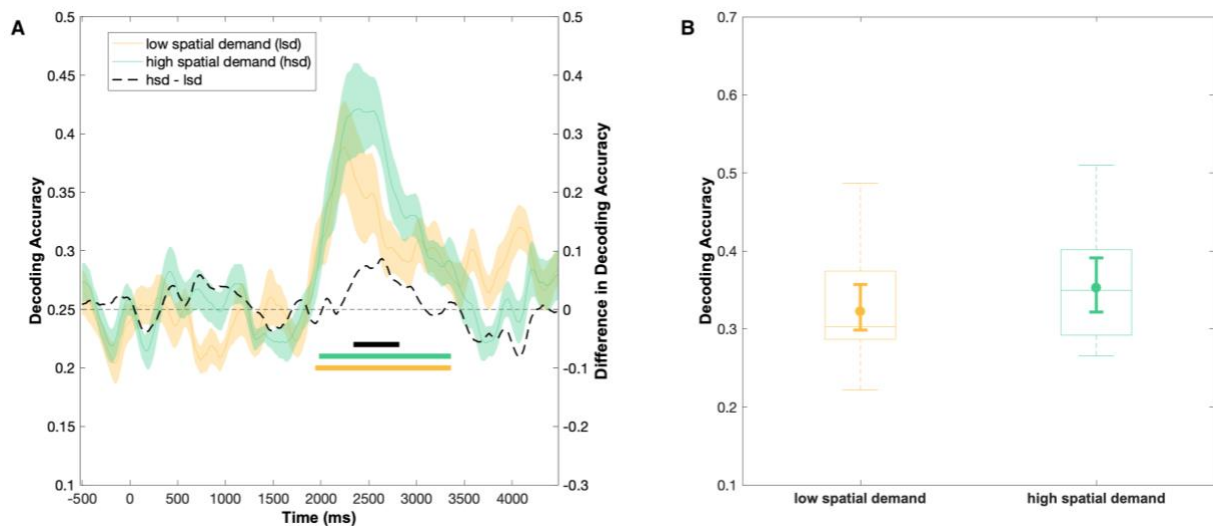 A
low spatial demand (lsd)
high spatial demand (hsd)
hsd - lsd
0.5
0.45
0.4
0.35
0.3
0.25
0.2
0.15
0.1
Decoding Accuracy
0.5
0.4
0.3
0.2
0.1
0
-0.1
-0.2
-0.3
Difference in Decoding Accuracy
-500 0 500 1000 1500 2000 2500 3000 3500 4000
Time (ms)
B
0.7
0.6
0.5
0.4
0.3
0.2
0.1
Decoding Accuracy
low spatial demand high spatial demand